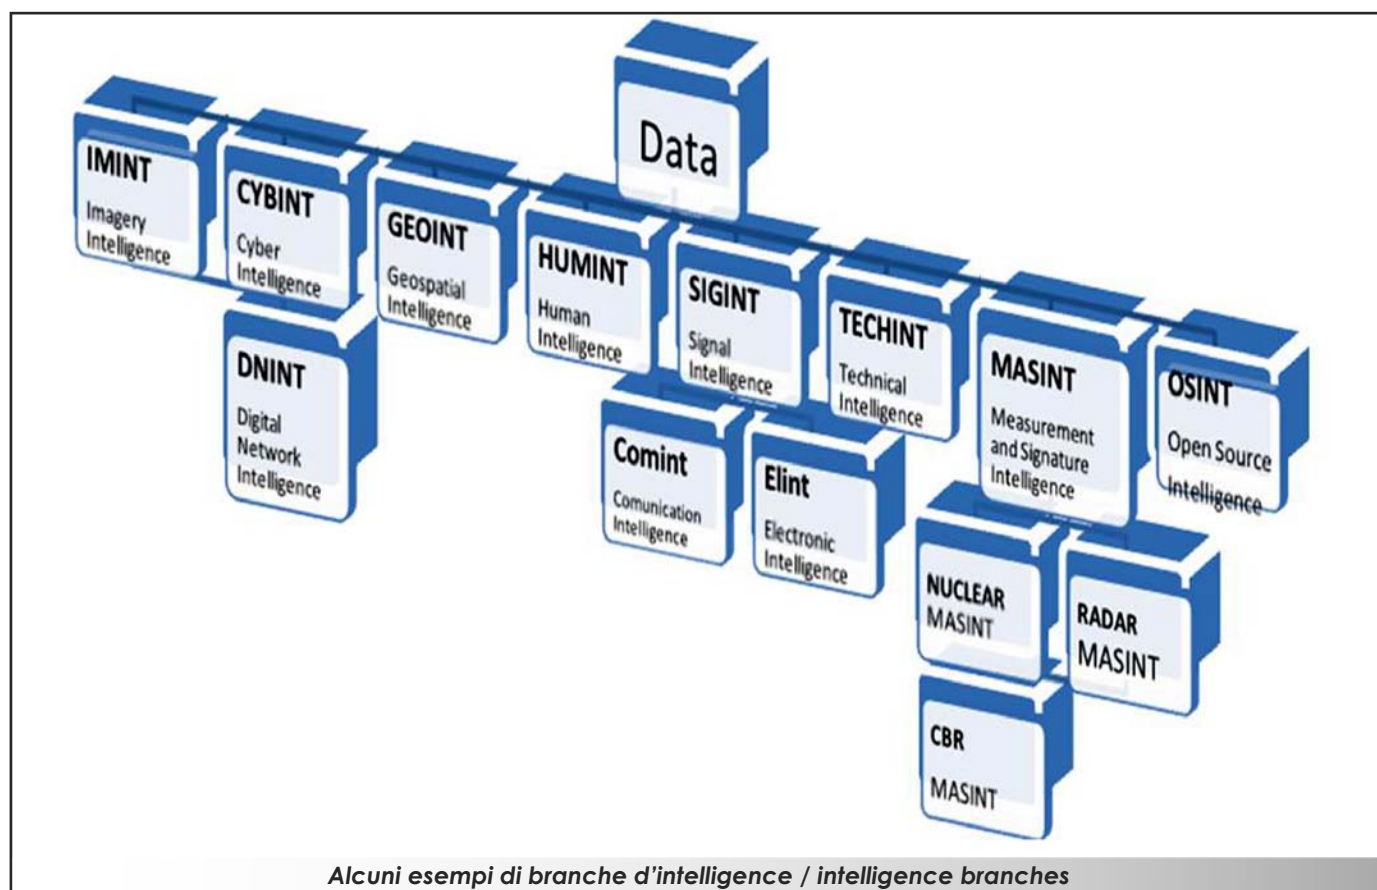 Data
IMINT
Imagery
Intelligence
CYBINT
Cyber
Intelligence
GEOINT
Geospatial
Intelligence
HUMINT
Human
Intelligence
SIGINT
Signal
Intelligence
TECHINT
Technical
Intelligence
MASINT
Measurement
and Signature
Intelligence
OSINT
Open Source
Intelligence
DNINT
Digital
Network
Intelligence
Comint
Comunication
Intelligence
Elint
Electronic
Intelligence
NUCLEAR
MASINT
RADAR
MASINT
CBR
MASINT
Alcuni esempi di branche d'intelligence / intelligence branches